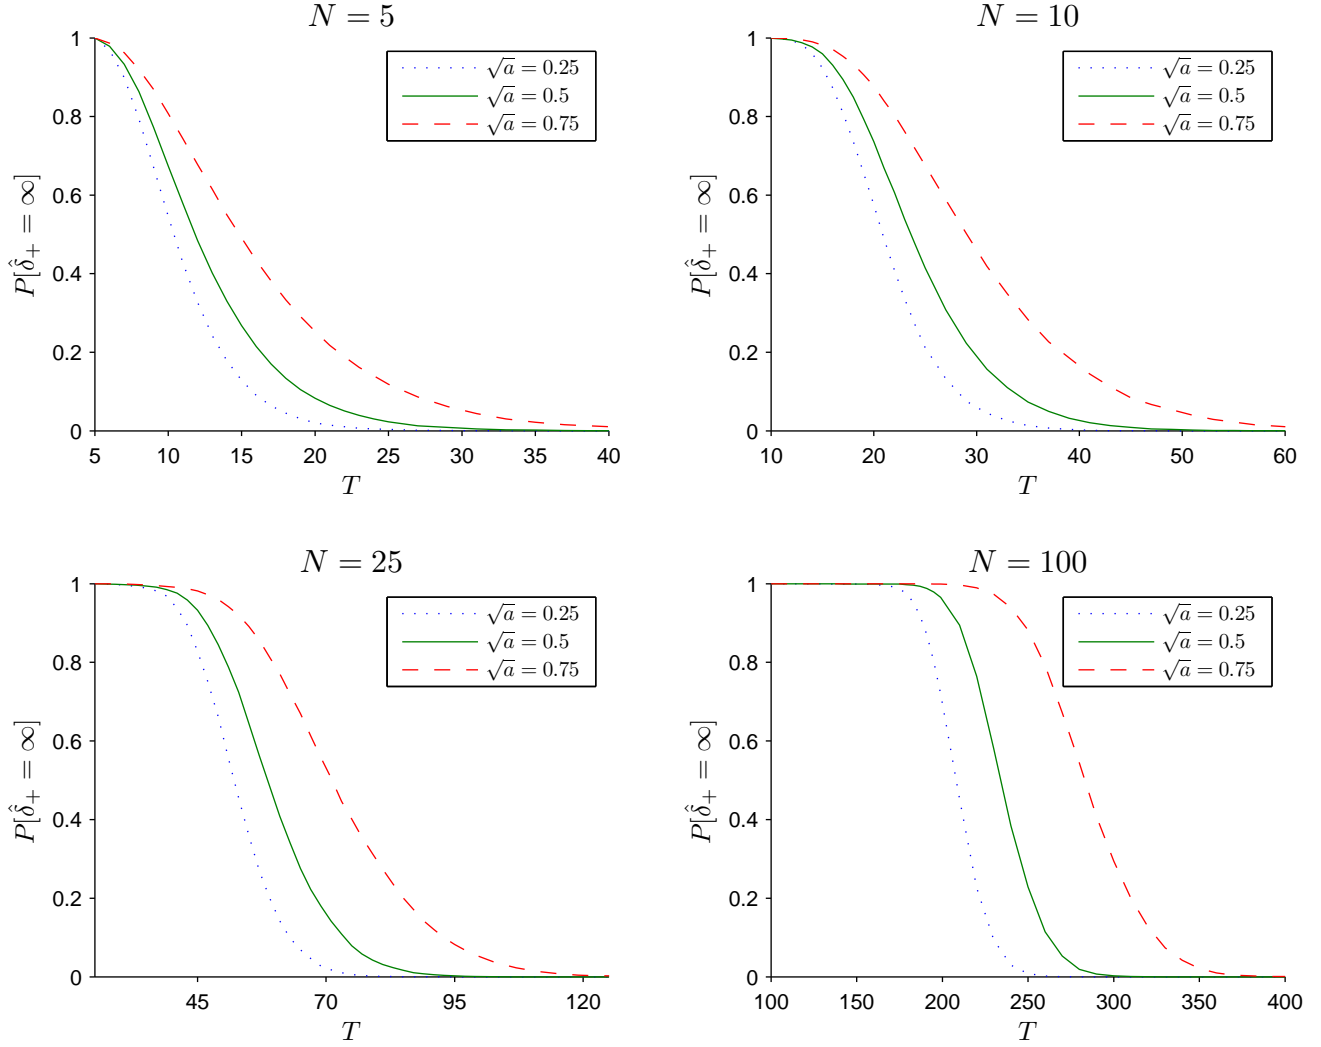 N = 5
1
0.8
0.6
0.4
0.2
0
5 10 15 20 25 30 35 40
T
P[δ̂₊ = ∞]
√a = 0.25
√a = 0.5
√a = 0.75
N = 10
1
0.8
0.6
0.4
0.2
0
10 20 30 40 50 60
T
P[δ̂₊ = ∞]
√a = 0.25
√a = 0.5
√a = 0.75
N = 25
1
0.8
0.6
0.4
0.2
0
45 70 95 120
T
P[δ̂₊ = ∞]
√a = 0.25
√a = 0.5
√a = 0.75
N = 100
1
0.8
0.6
0.4
0.2
0
100 150 200 250 300 350 400
T
P[δ̂₊ = ∞]
√a = 0.25
√a = 0.5
√a = 0.75